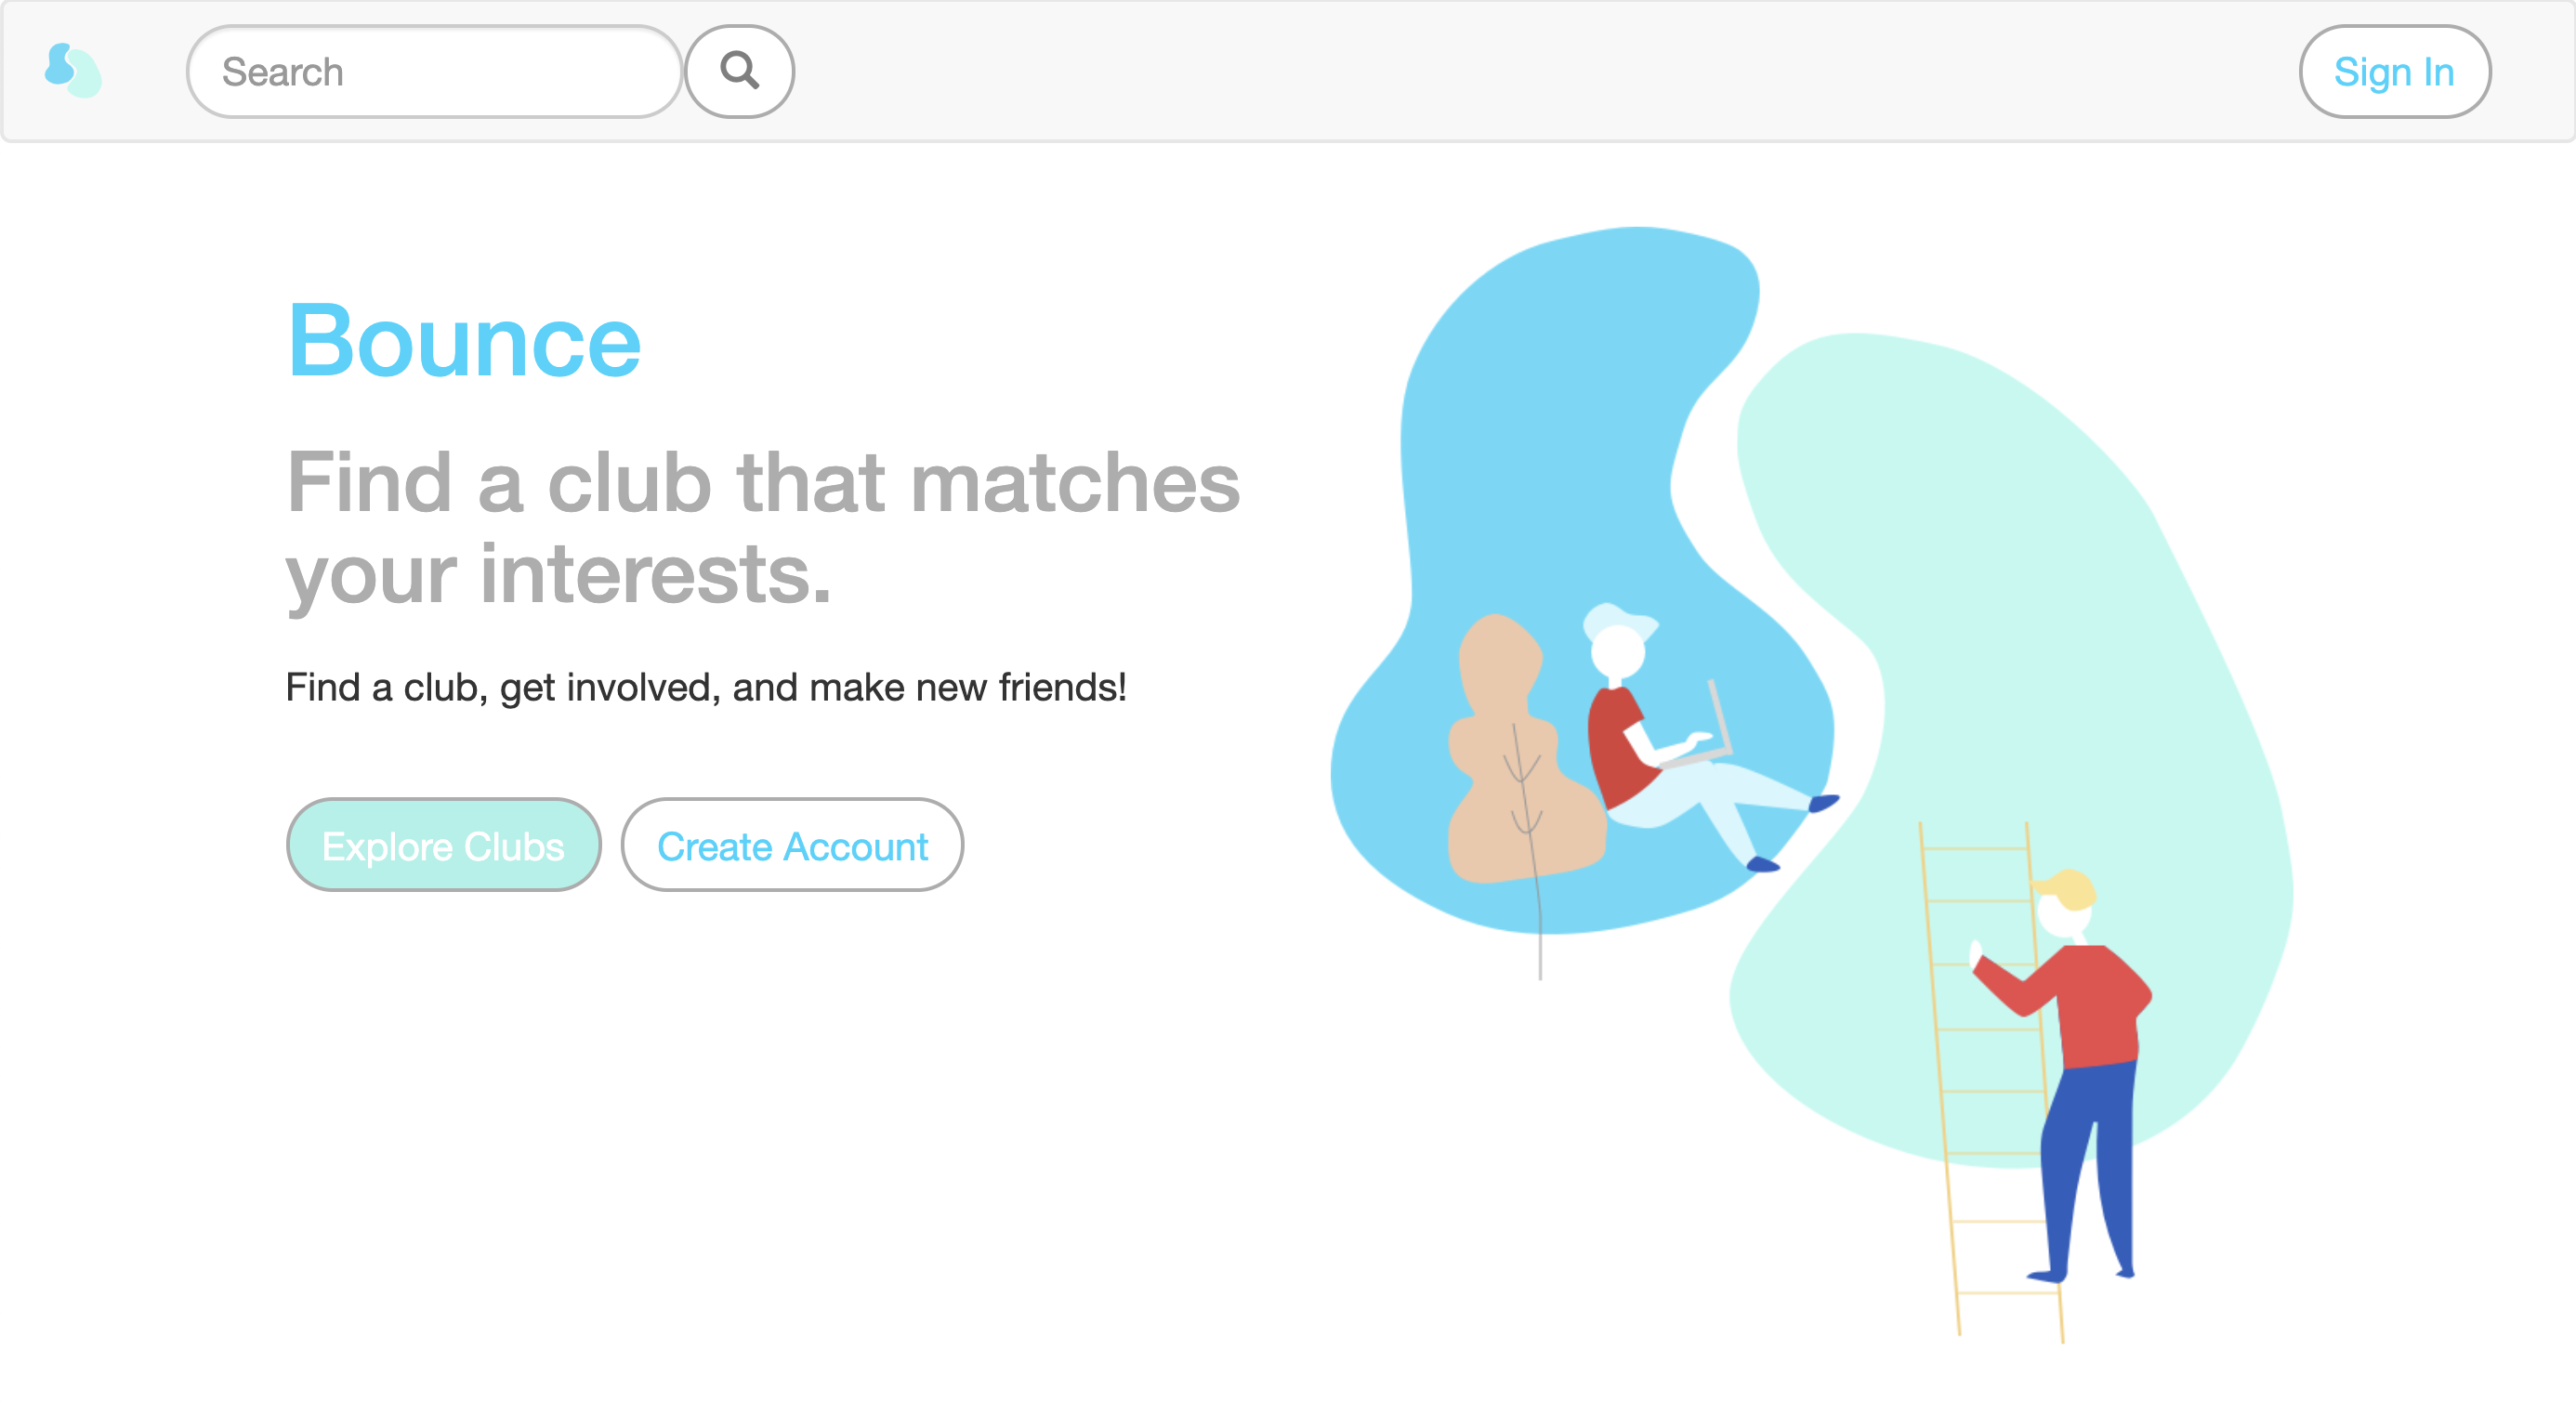 Search
Sign In
Bounce
Find a club that matches
your interests.
Find a club, get involved, and make new friends!
Explore Clubs
Create Account